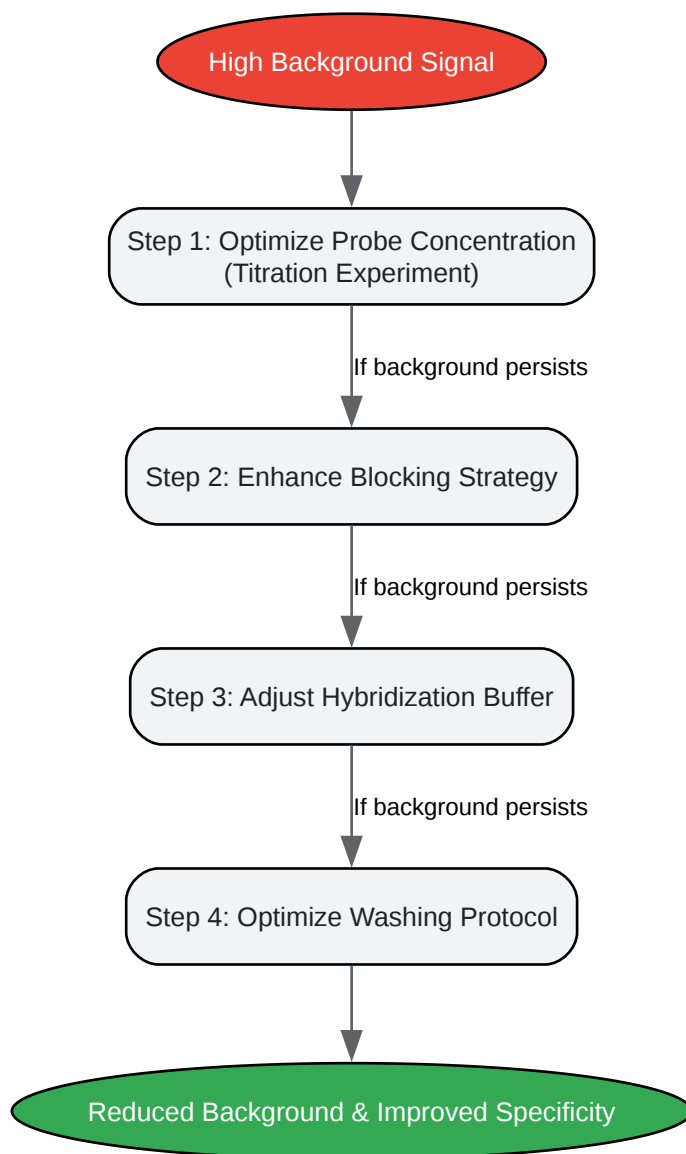 High Background Signal
Step 1: Optimize Probe Concentration
(Titration Experiment)
If background persists
Step 2: Enhance Blocking Strategy
If background persists
Step 3: Adjust Hybridization Buffer
If background persists
Step 4: Optimize Washing Protocol
Reduced Background & Improved Specificity